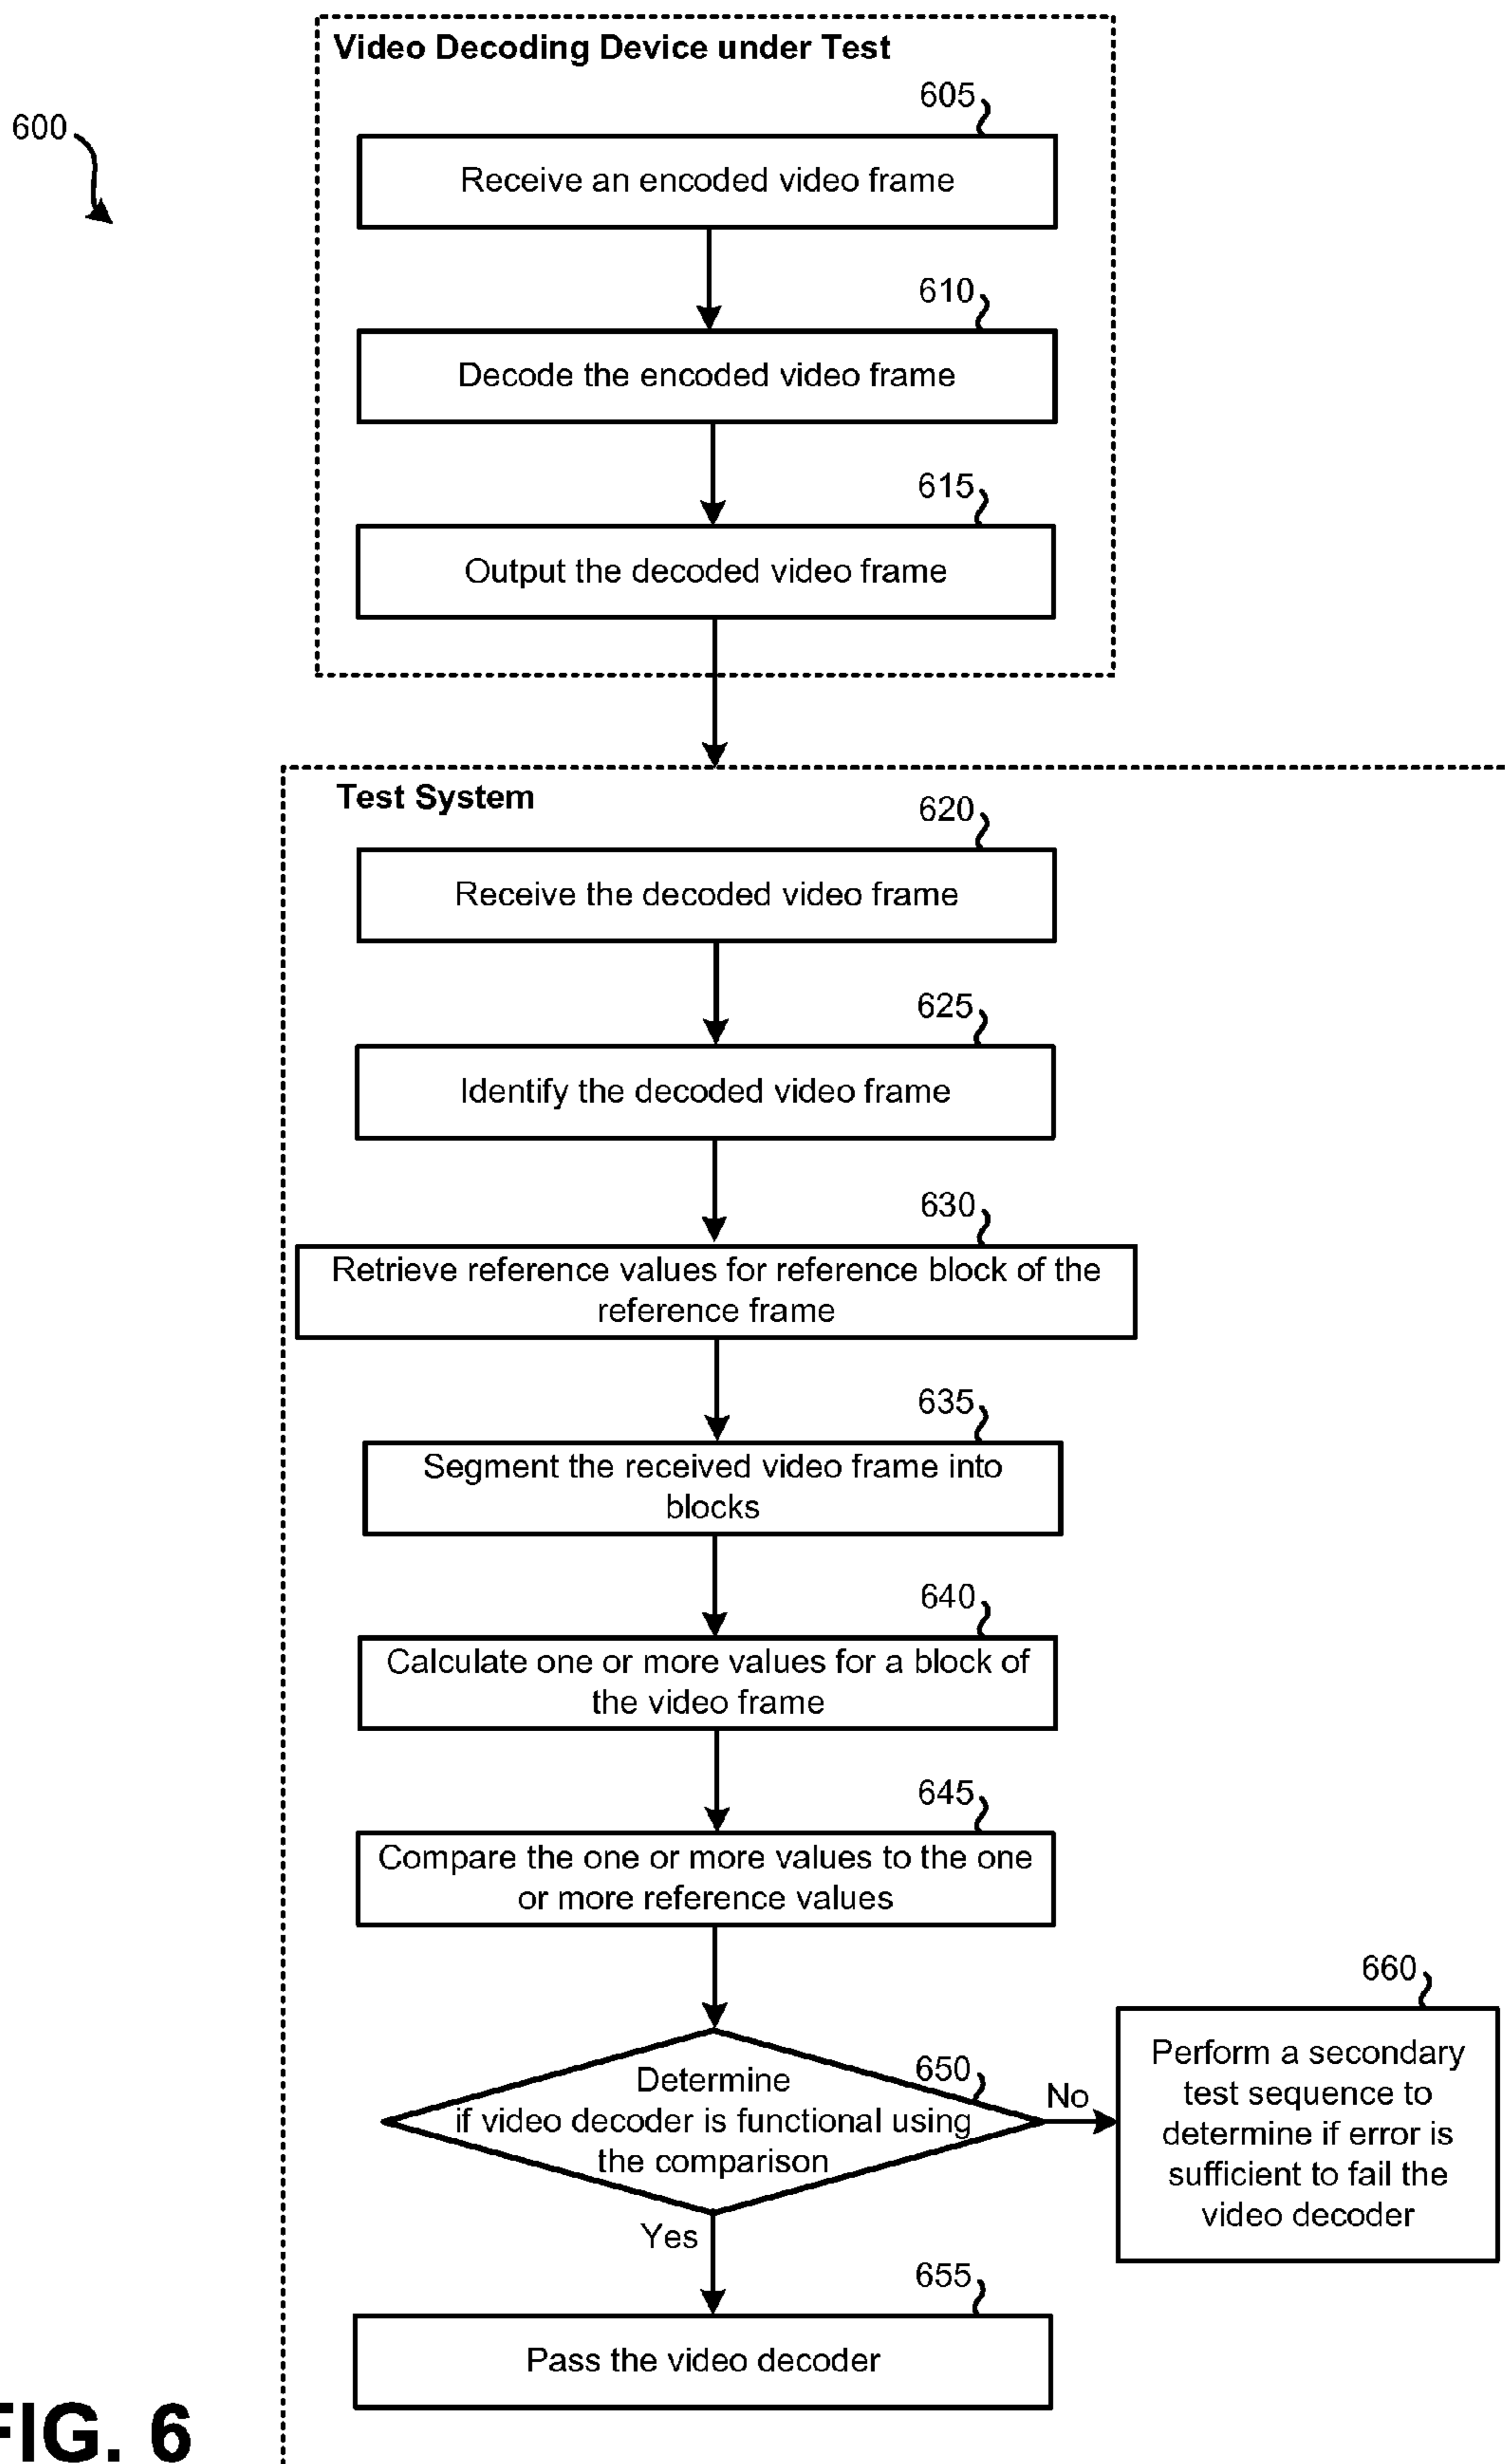 Video Decoding Device under Test
600
605
Receive an encoded video frame
610
Decode the encoded video frame
615
Output the decoded video frame
Test System
620
Receive the decoded video frame
625
Identify the decoded video frame
630
Retrieve reference values for reference block of the
reference frame
635
Segment the received video frame into
blocks
640
Calculate one or more values for a block of
the video frame
645
Compare the one or more values to the one
or more reference values
650
Determine
if video decoder is functional using
the comparison
No
660
Perform a secondary
test sequence to
determine if error is
sufficient to fail the
video decoder
Yes
655
Pass the video decoder
FIG. 6